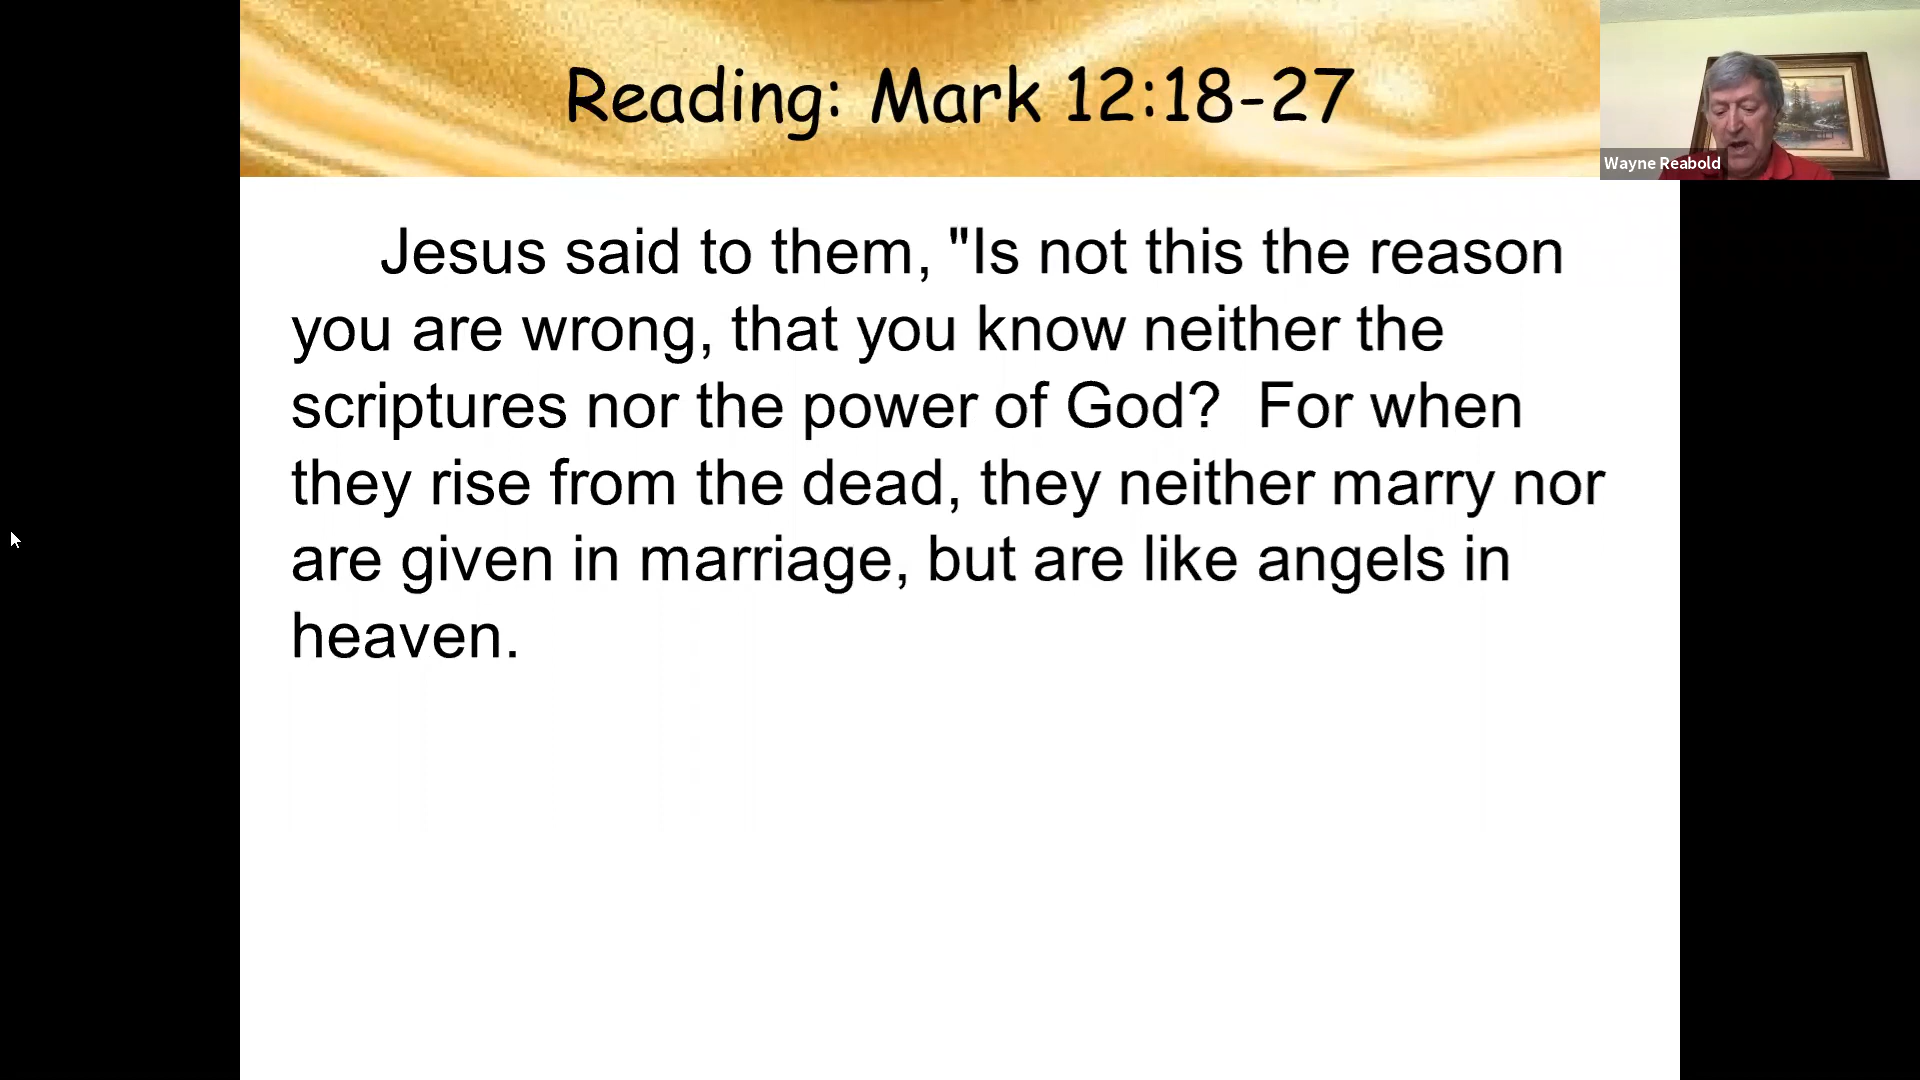 Reading: Mark 12:18-27
Wayne Reabold
Jesus said to them, "Is not this the reason
you are wrong, that you know neither the
scriptures nor the power of God?  For when
they rise from the dead, they neither marry nor
are given in marriage, but are like angels in
heaven.